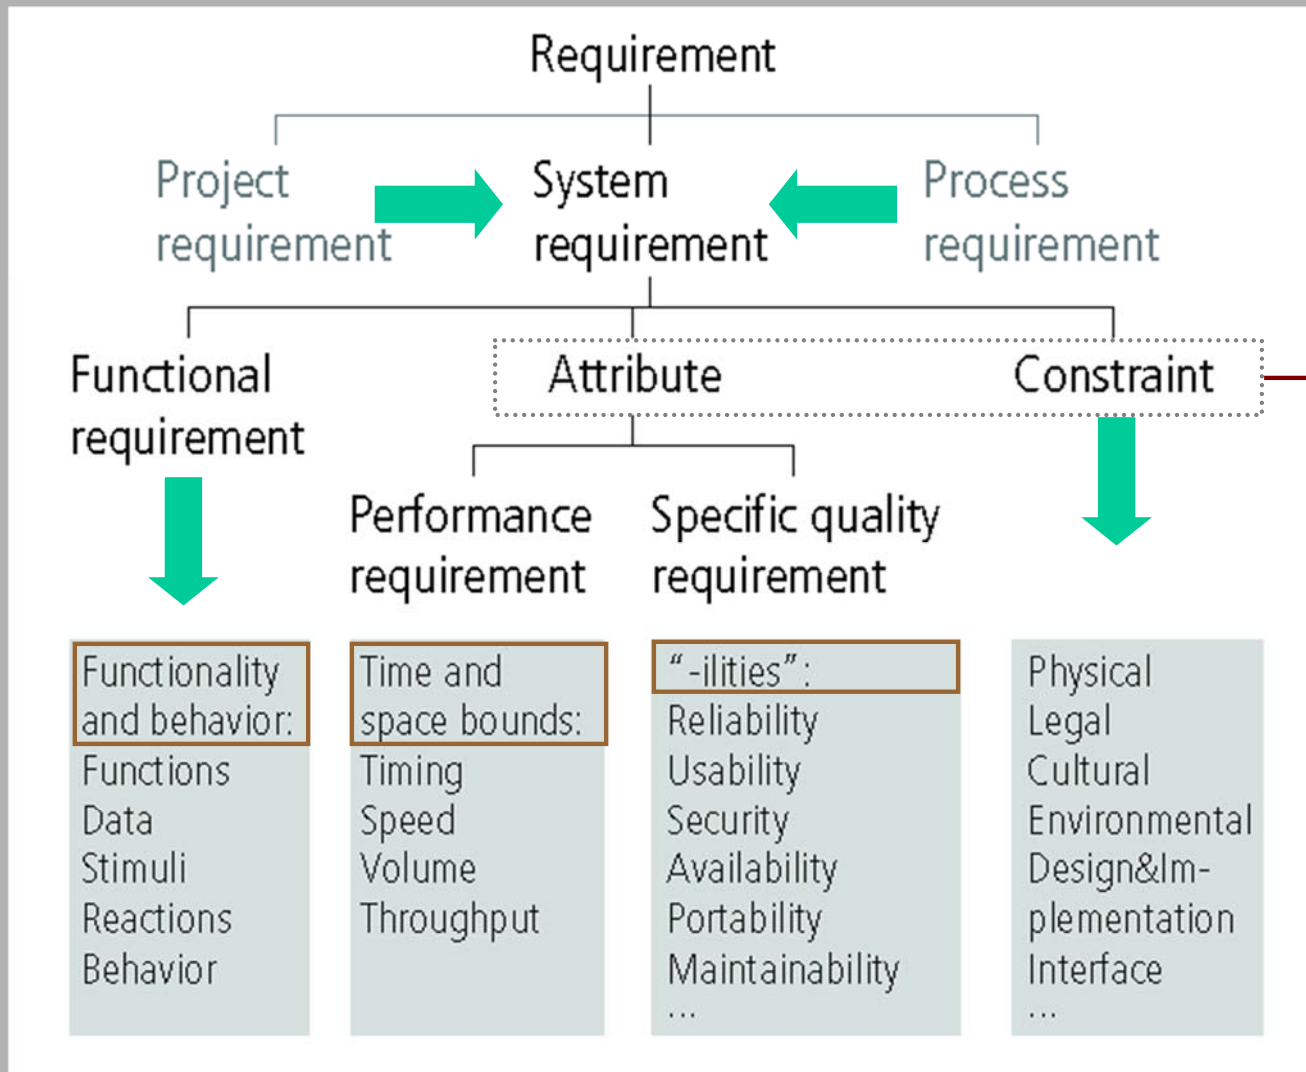 Requirement
Project
requirement
System
requirement
Process
requirement
Functional
requirement
Attribute
Constraint
Performance
requirement
Specific quality
requirement
Functionality
and behavior:
Functions
Data
Stimuli
Reactions
Behavior
Time and
space bounds:
Timing
Speed
Volume
Throughput
“-ilities”:
Reliability
Usability
Security
Availability
Portability
Maintainability
...
Physical
Legal
Cultural
Environmental
Design&Im-
plementation
Interface
...